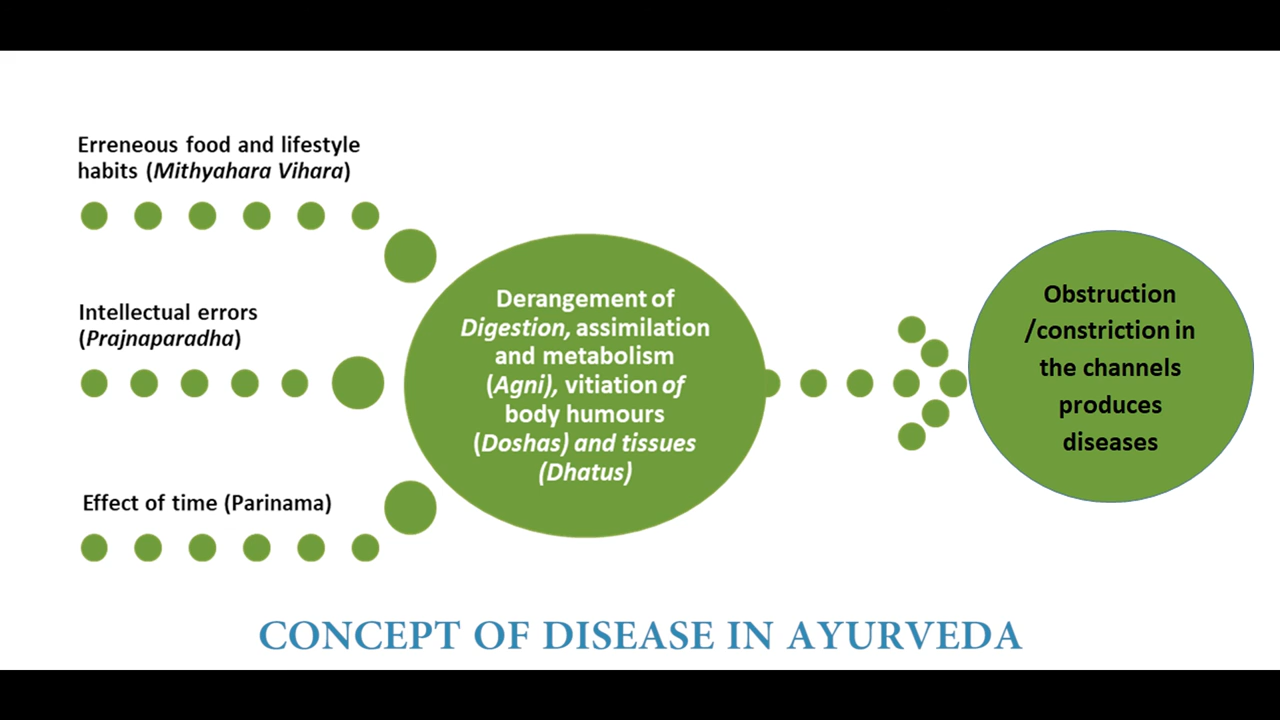 Erreneous food and lifestyle
habits (Mithyahara Vihara)
Intellectual errors
(Prajnaparadha)
Effect of time (Parinama)
Derangement of
Digestion, assimilation
and metabolism
(Agni), vitiation of
body humours
(Doshas) and tissues
(Dhatus)
Obstruction
/constriction in
the channels
produces
diseases
CONCEPT OF DISEASE IN AYURVEDA